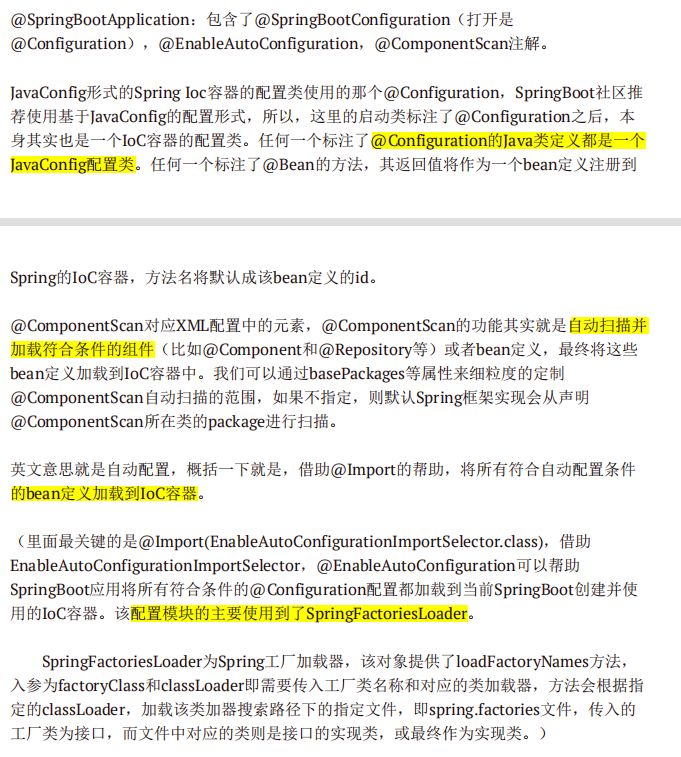 @SpringBootApplication：包含了@SpringBootConfiguration（打开是
@Configuration），@EnableAutoConfiguration，@ComponentScan注解。
JavaConfig形式的Spring Ioc容器的配置类使用的那个@Configuration，SpringBoot社区推
荐使用基于JavaConfig的配置形式，所以，这里的启动类标注了@Configuration之后，本
身其实也是一个IoC容器的配置类。任何一个标注了@Configuration的Java类定义都是一个
JavaConfig配置类。任何一个标注了@Bean的方法，其返回值将作为一个bean定义注册到
Spring的IoC容器，方法名将默认成该bean定义的id。
@ComponentScan对应XML配置中的元素，@ComponentScan的功能其实就是自动扫描并
加载符合条件的组件（比如@Component和@Repository等）或者bean定义，最终将这些
bean定义加载到IoC容器中。我们可以通过basePackages等属性来细粒度的定制
@ComponentScan自动扫描的范围，如果不指定，则默认Spring框架实现会从声明
@ComponentScan所在类的package进行扫描。
英文意思就是自动配置，概括一下就是，借助@Import的帮助，将所有符合自动配置条件
的bean定义加载到IoC容器。
（里面最关键的是@Import(EnableAutoConfigurationImportSelector.class)，借助
EnableAutoConfigurationImportSelector，@EnableAutoConfiguration可以帮助
SpringBoot应用将所有符合条件的@Configuration配置都加载到当前SpringBoot创建并使
用的IoC容器。该配置模块的主要使用到了SpringFactoriesLoader。
SpringFactoriesLoader为Spring工厂加载器，该对象提供了loadFactoryNames方法，
入参为factoryClass和classLoader即需要传入工厂类名称和对应的类加载器，方法会根据指
定的classLoader，加载该类加器搜索路径下的指定文件，即spring.factories文件，传入的
工厂类为接口，而文件中对应的类则是接口的实现类，或最终作为实现类。）